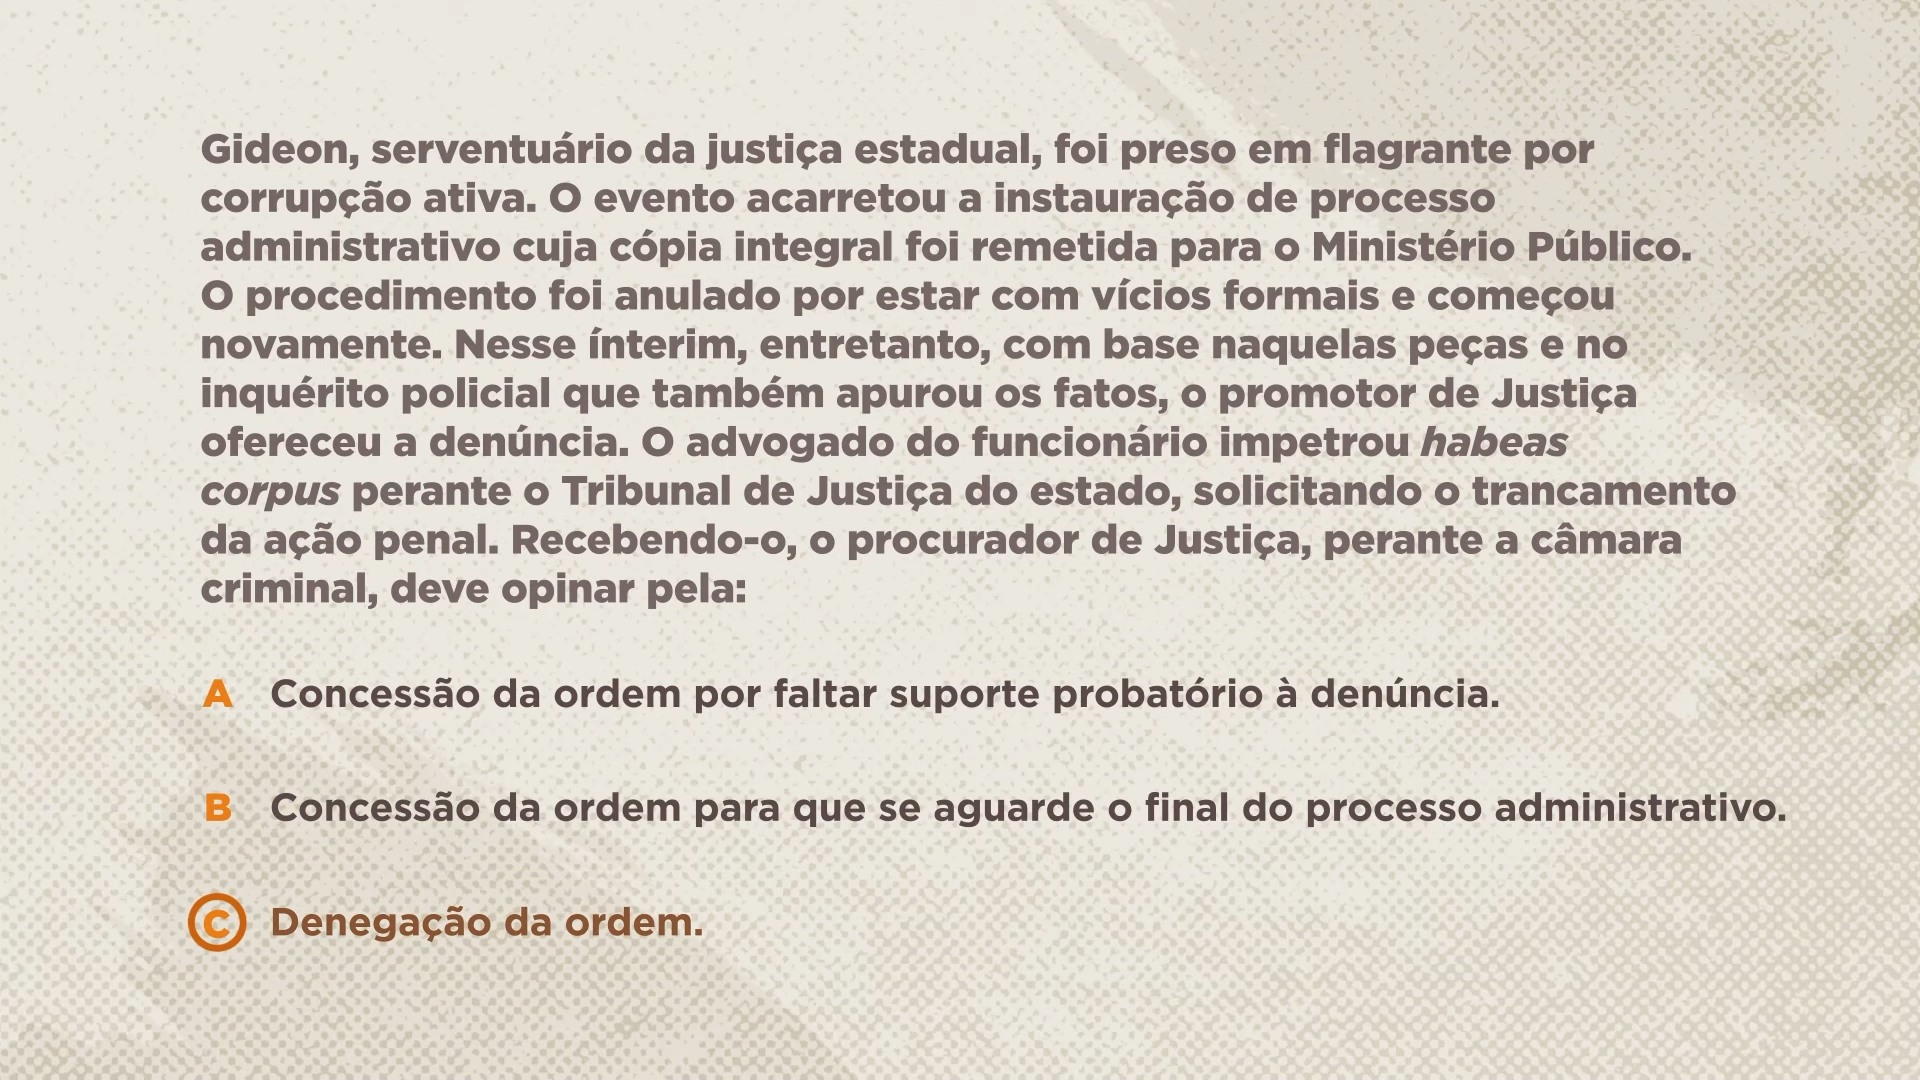 Gideon, serventuário da justiça estadual, foi preso em flagrante por
corrupção ativa. O evento acarretou a instauração de processo
administrativo cuja cópia integral foi remetida para o Ministério Público.
O procedimento foi anulado por estar com vícios formais e começou
novamente. Nesse ínterim, entretanto, com base naquelas peças e no
inquérito policial que também apurou os fatos, o promotor de Justiça
ofereceu a denúncia. O advogado do funcionário impetrou habeas
corpus perante o Tribunal de Justiça do estado, solicitando o trancamento
da ação penal. Recebendo-o, o procurador de Justiça, perante a câmara
criminal, deve opinar pela:
A Concessão da ordem por faltar suporte probatório à denúncia.
B Concessão da ordem para que se aguarde o final do processo administrativo.
C Denegação da ordem.